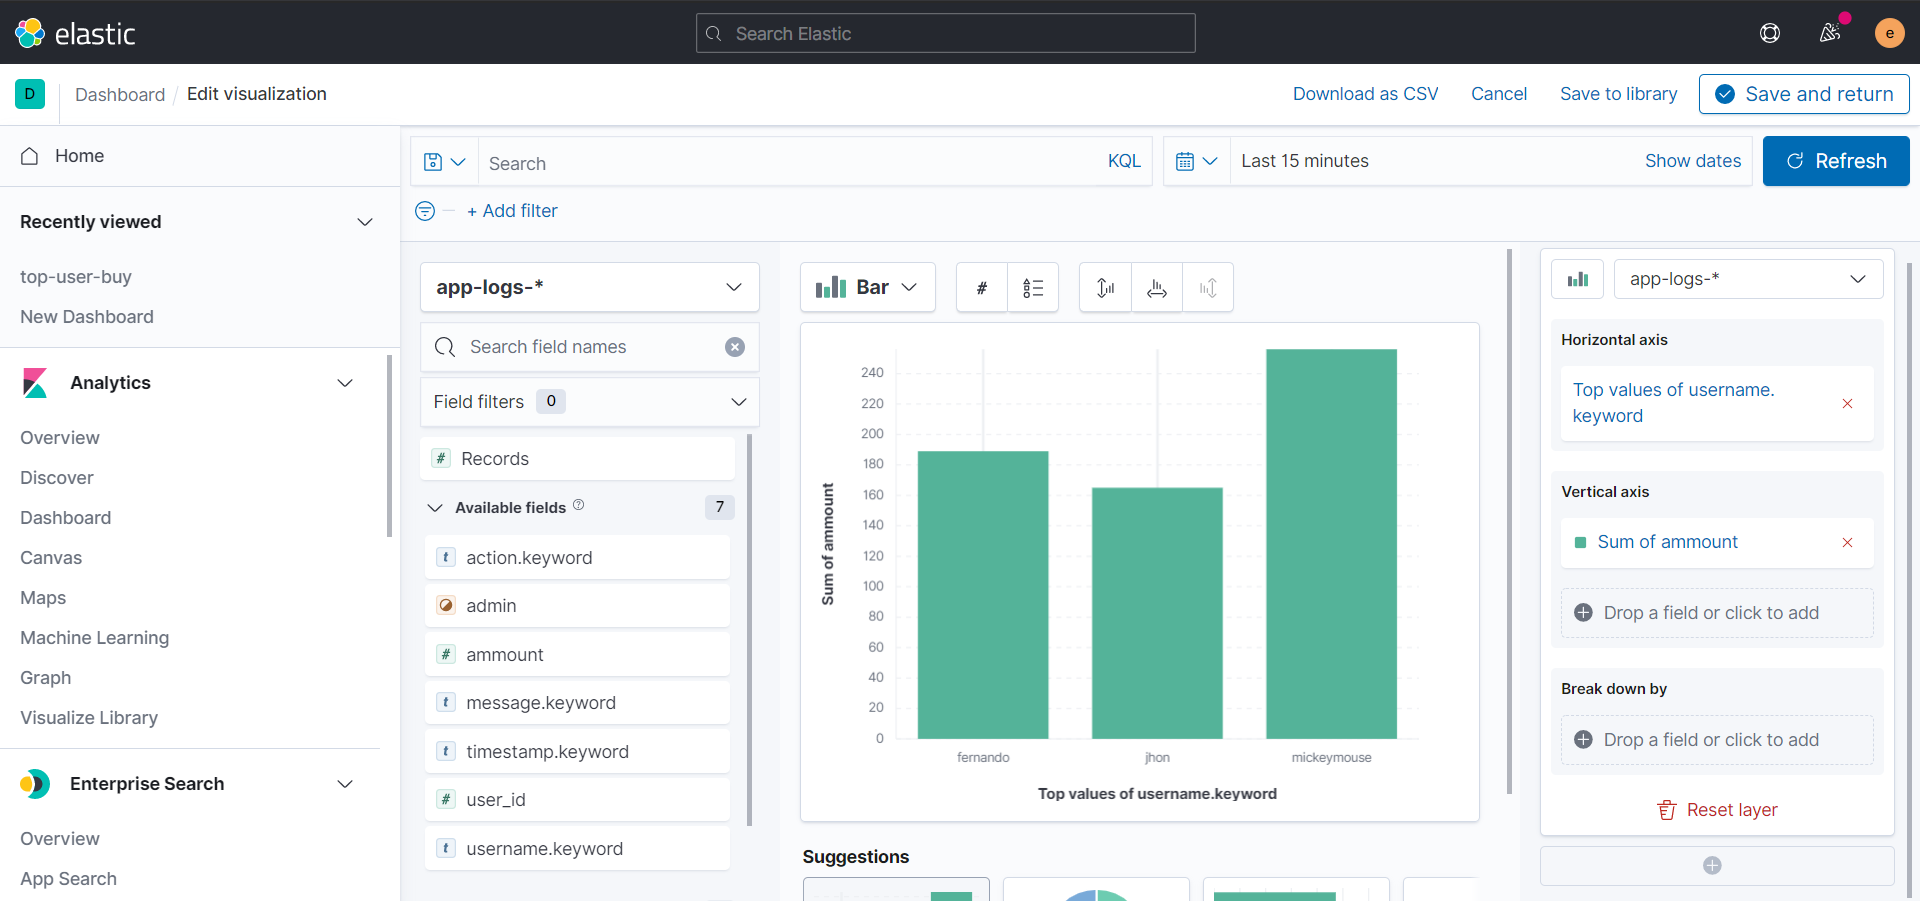 elastic
Search Elastic
e
D
Dashboard / Edit visualization
Download as CSV
Cancel
Save to library
Save and return
Home
Recently viewed
top-user-buy
New Dashboard
Analytics
Overview
Discover
Dashboard
Canvas
Maps
Machine Learning
Graph
Visualize Library
Enterprise Search
Overview
App Search
Search
KQL
Last 15 minutes
Show dates
Refresh
+ Add filter
app-logs-*
Search field names
Field filters 0
# Records
Available fields ? 7
t action.keyword
admin
# ammount
t message.keyword
t timestamp.keyword
# user_id
t username.keyword
Bar
#
240
220
200
180
160
140
120
100
80
60
40
20
0
Sum of ammount
fernando
jhon
mickeymouse
Top values of username.keyword
Suggestions
app-logs-*
Horizontal axis
Top values of username.
keyword
Vertical axis
Sum of ammount
Drop a field or click to add
Break down by
Drop a field or click to add
Reset layer